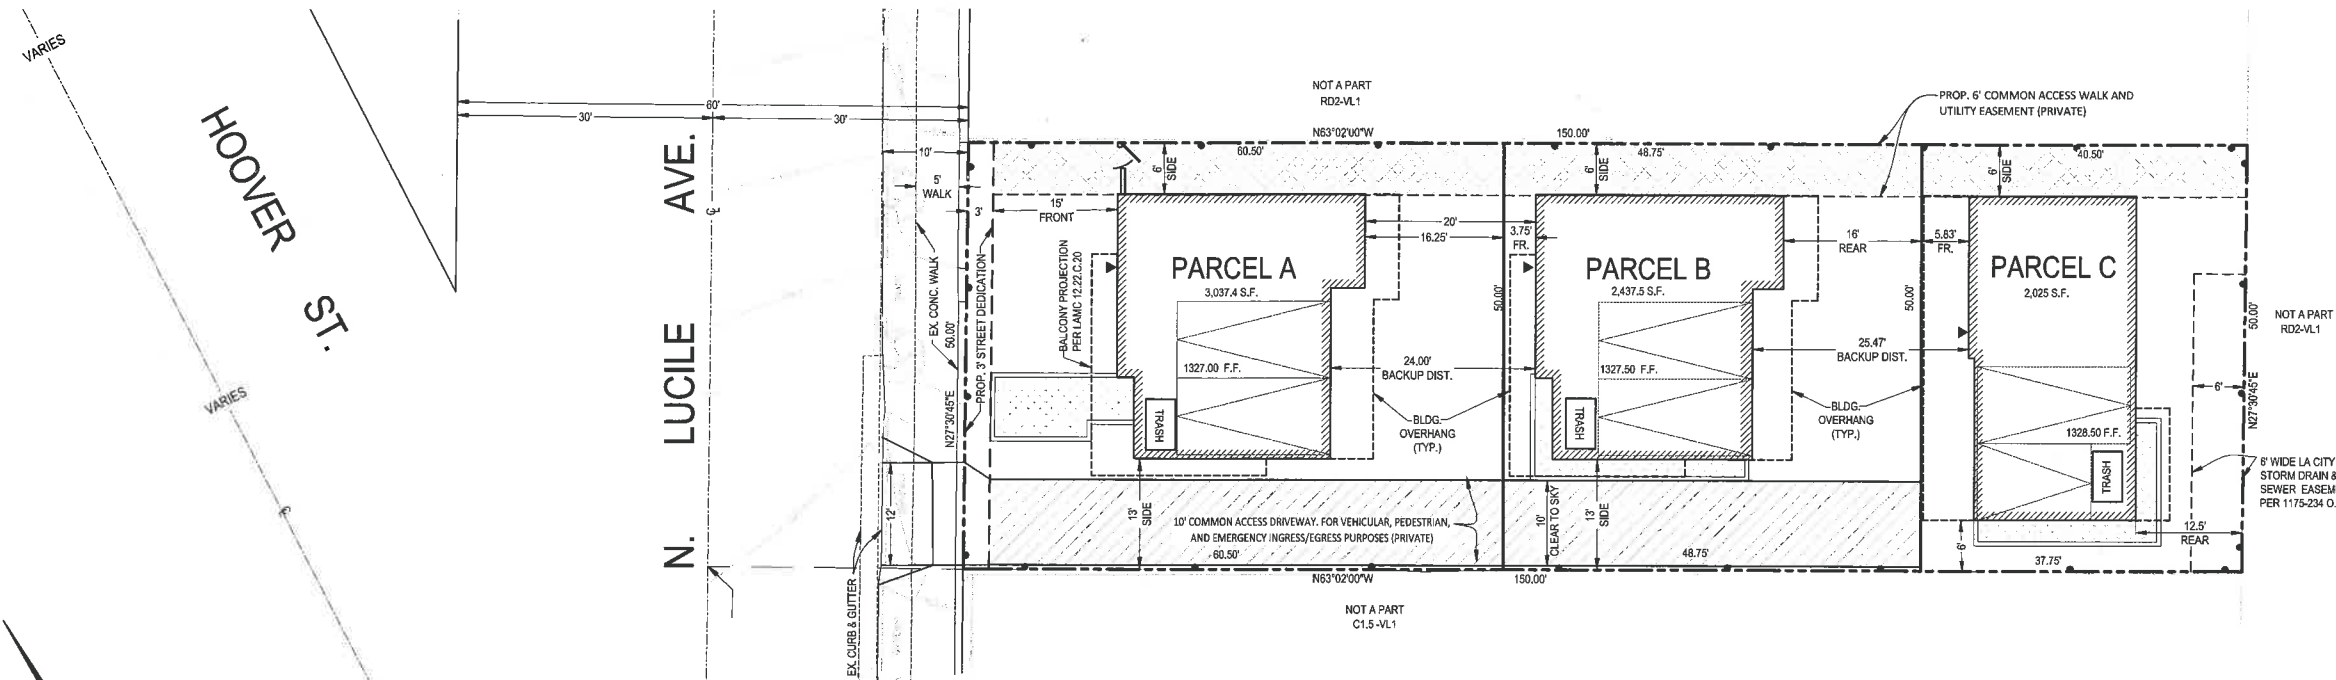 VARIES
HOOVER ST.
VARIES
℄
N. LUCILE AVE.
℄
60'
30'
30'
10'
5'
WALK
3'
15'
FRONT
EX. CONC. WALK
50.00'
N27°30'45"E
PROP. 3' STREET DEDICATION
BALCONY PROJECTION
PER LAMC 12.22.C.20
12'
EX. CURB & GUTTER
NOT A PART
RD2-VL1
N63°02'00"W
150.00'
60.50'
48.75'
40.50'
PROP. 6' COMMON ACCESS WALK AND
UTILITY EASEMENT (PRIVATE)
6'
SIDE
6'
SIDE
6'
SIDE
PARCEL A
3,037.4 S.F.
1327.00 F.F.
TRASH
20'
16.25'
3.75'
FR.
24.00'
BACKUP DIST.
BLDG.
OVERHANG
(TYP.)
50.00'
PARCEL B
2,437.5 S.F.
1327.50 F.F.
TRASH
16'
REAR
5.83'
FR.
50.00'
25.47'
BACKUP DIST.
BLDG.
OVERHANG
(TYP.)
PARCEL C
2,025 S.F.
1328.50 F.F.
TRASH
6'
50.00'
N27°30'45"E
NOT A PART
RD2-VL1
6' WIDE LA CITY
STORM DRAIN &
SEWER EASEM
PER 1175-234 O.
12.5'
REAR
6'
37.75'
13'
SIDE
10'
CLEAR TO SKY
13'
SIDE
10' COMMON ACCESS DRIVEWAY. FOR VEHICULAR, PEDESTRIAN,
AND EMERGENCY INGRESS/EGRESS PURPOSES (PRIVATE)
60.50'
48.75'
N63°02'00"W
150.00'
NOT A PART
C1.5-VL1